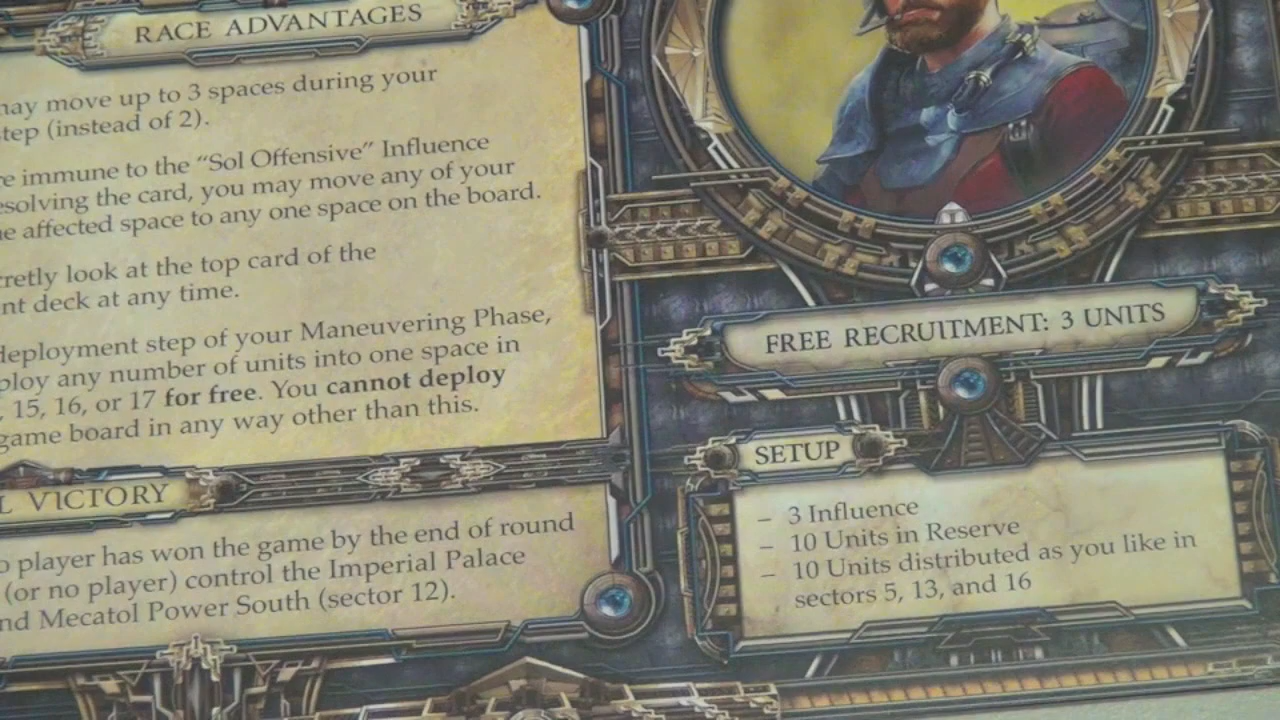 RACE ADVANTAGES
may move up to 3 spaces during your
step (instead of 2).
immune to the “Sol Offensive” Influence
esolving the card, you may move any of your
affected space to any one space on the board.
cretly look at the top card of the
nt deck at any time.
deployment step of your Maneuvering Phase,
ploy any number of units into one space in
, 15, 16, or 17 for free. You cannot deploy
game board in any way other than this.
L VICTORY
o player has won the game by the end of round
(or no player) control the Imperial Palace
nd Mecatol Power South (sector 12).
FREE RECRUITMENT: 3 UNITS
SETUP
– 3 Influence
– 10 Units in Reserve
– 10 Units distributed as you like in
sectors 5, 13, and 16